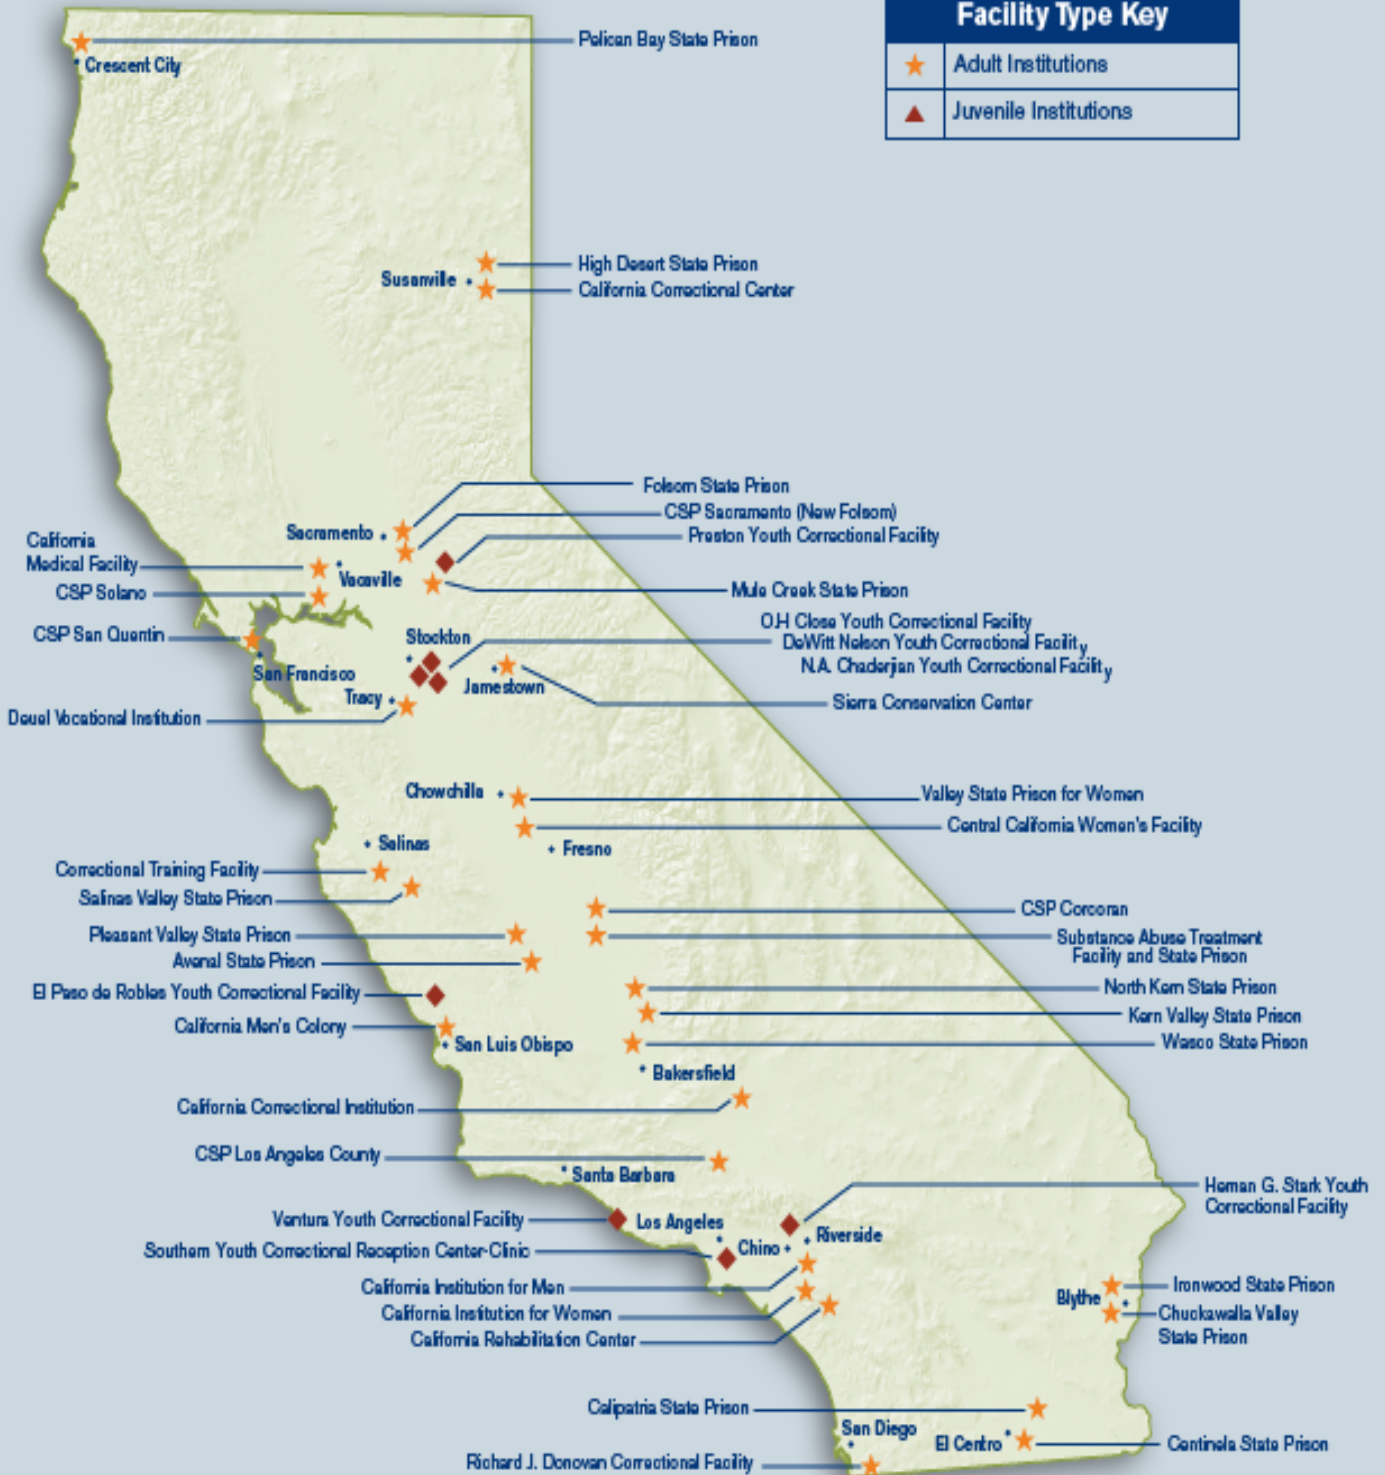 Facility Type Key
Adult Institutions
Juvenile Institutions
Pelican Bay State Prison
Crescent City
High Desert State Prison
Susanville
California Correctional Center
Folsom State Prison
CSP Sacramento (New Folsom)
Sacramento
Preston Youth Correctional Facility
California
Medical Facility
Vacaville
Mule Creek State Prison
CSP Solano
O.H Close Youth Correctional Facility
CSP San Quentin
Stockton
DeWitt Nelson Youth Correctional Facility
N.A. Chaderjian Youth Correctional Facility
San Francisco
Jamestown
Tracy
Sierra Conservation Center
Deuel Vocational Institution
Chowchilla
Valley State Prison for Women
Central California Women's Facility
Salinas
Fresno
Correctional Training Facility
Salinas Valley State Prison
CSP Corcoran
Pleasant Valley State Prison
Substance Abuse Treatment
Facility and State Prison
Avenal State Prison
North Kern State Prison
El Paso de Robles Youth Correctional Facility
Kern Valley State Prison
California Men's Colony
San Luis Obispo
Wasco State Prison
Bakersfield
California Correctional Institution
CSP Los Angeles County
Santa Barbara
Heman G. Stark Youth
Correctional Facility
Ventura Youth Correctional Facility
Los Angeles
Riverside
Chino
Southern Youth Correctional Reception Center-Clinic
California Institution for Men
Ironwood State Prison
Blythe
California Institution for Women
Chuckawalla Valley
State Prison
California Rehabilitation Center
Calipatria State Prison
San Diego
El Centro
Centinela State Prison
Richard J. Donovan Correctional Facility